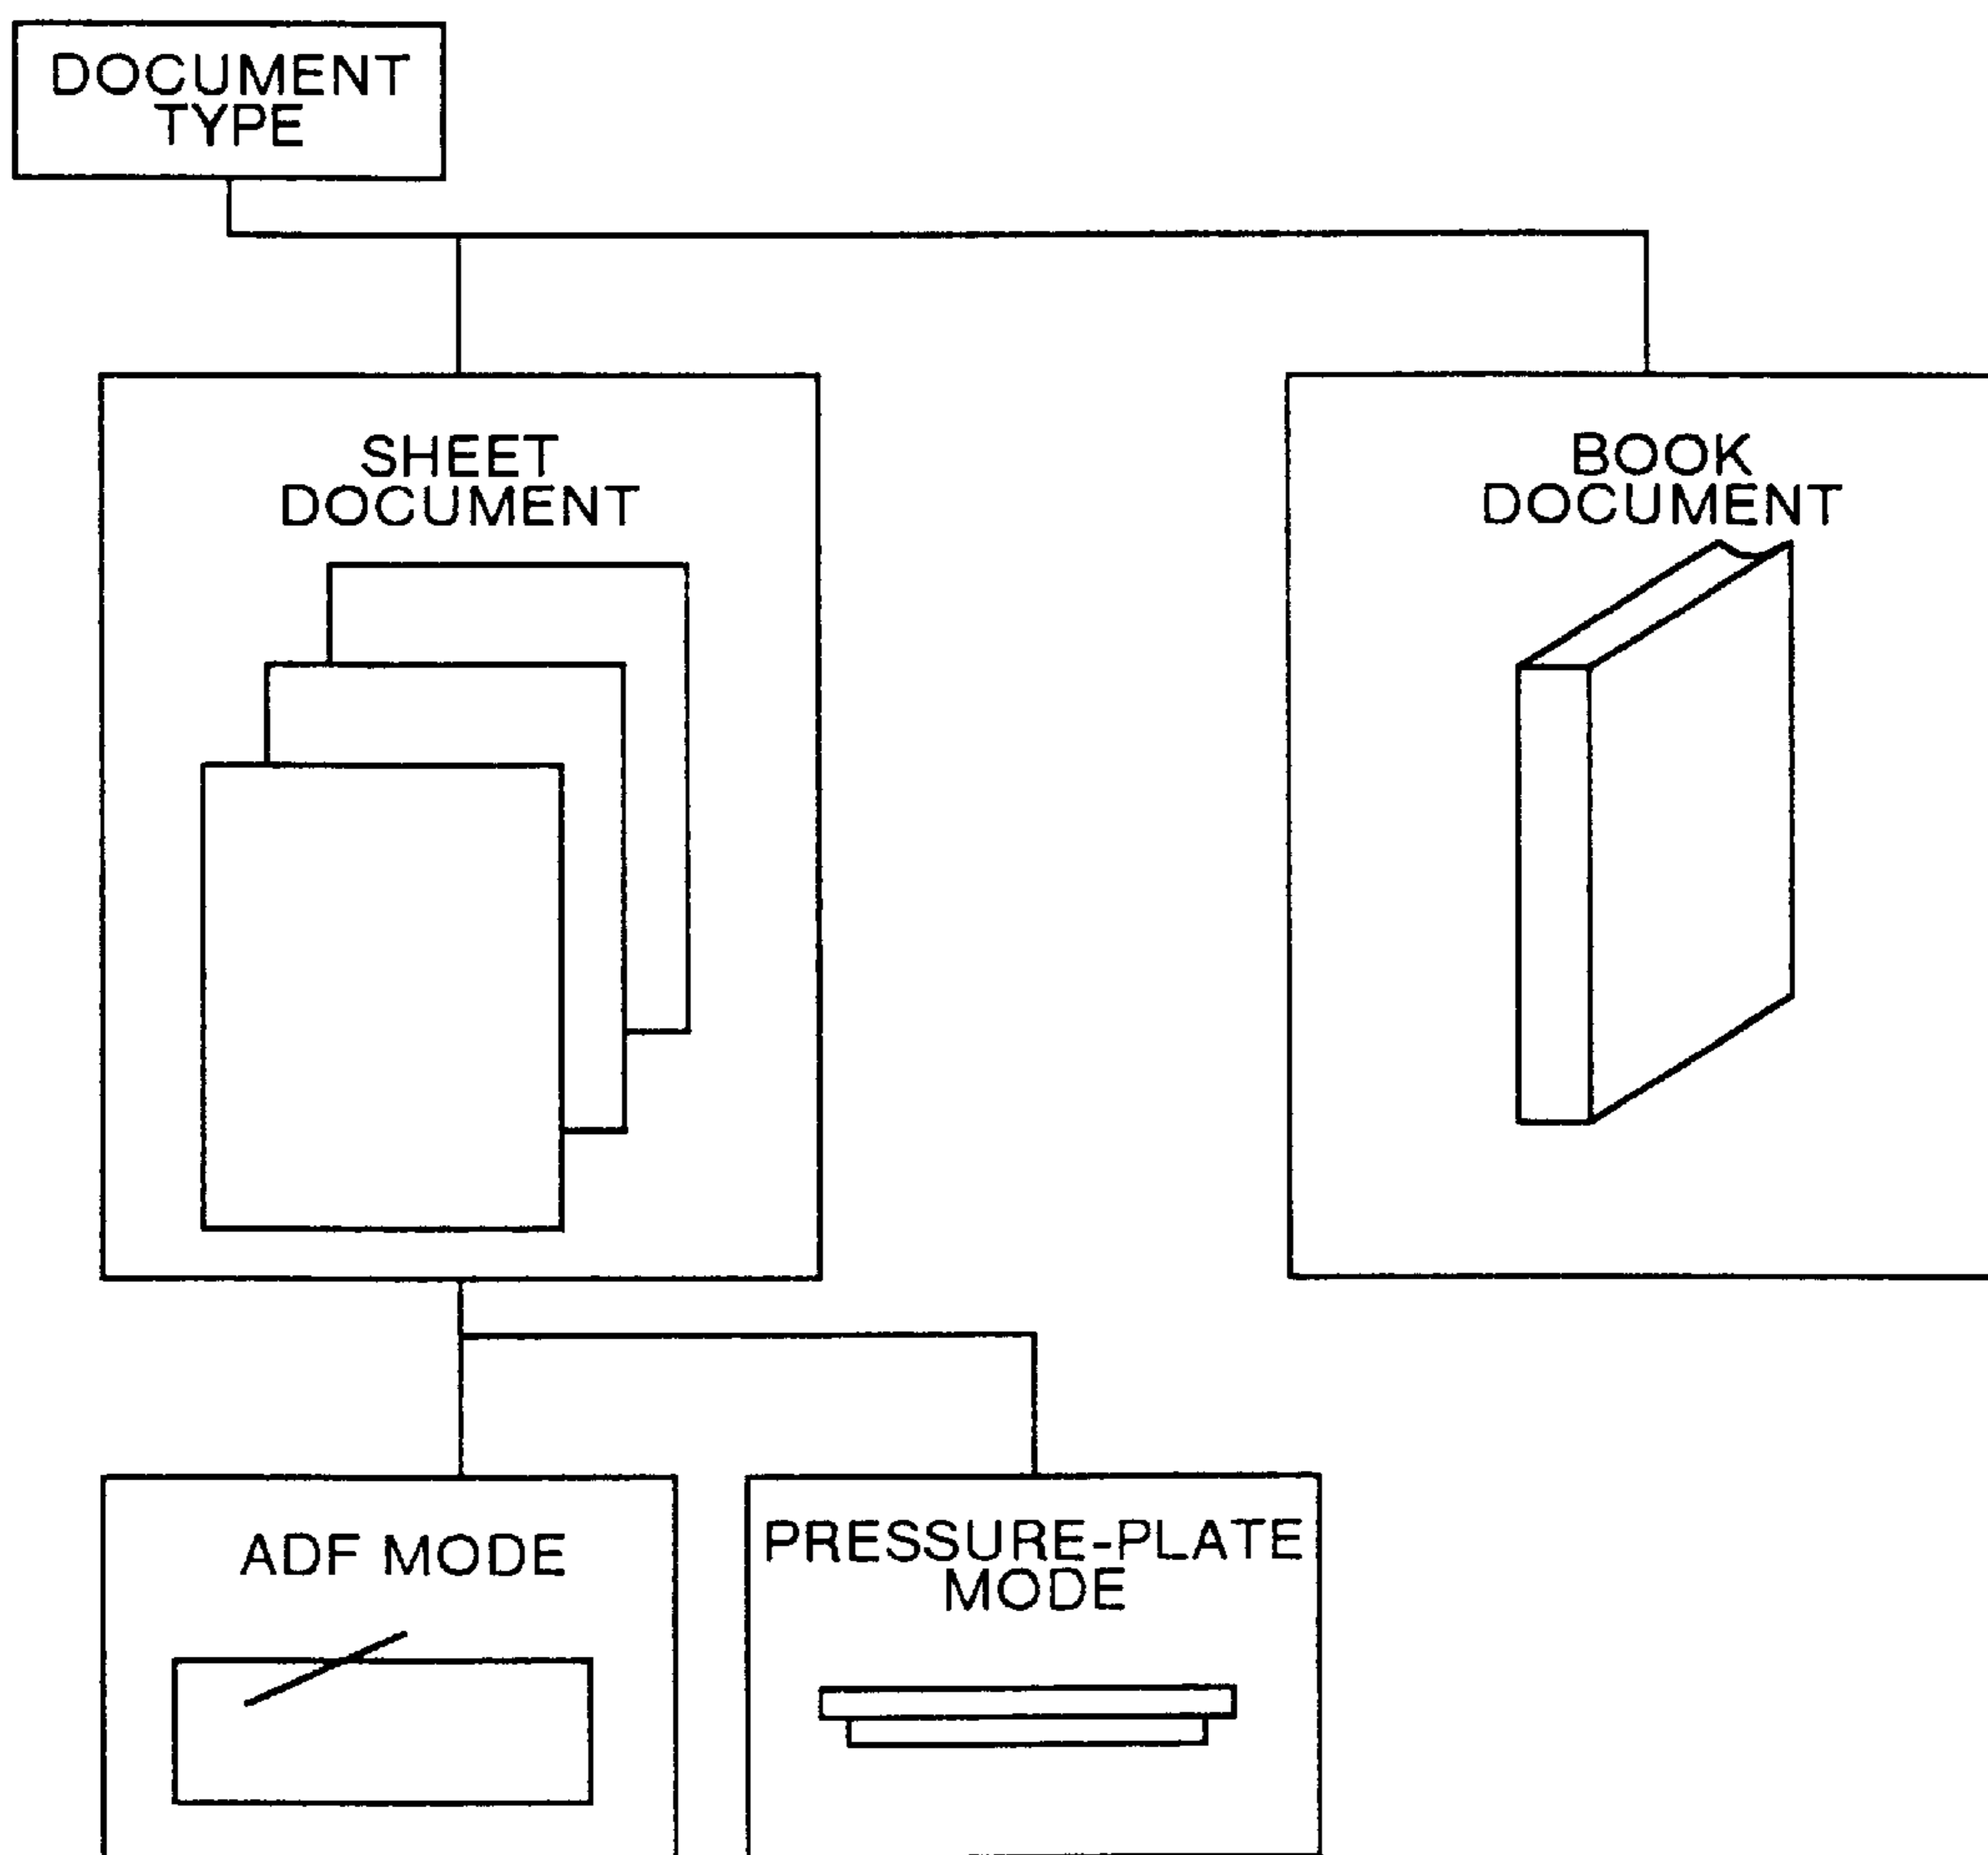 DOCUMENT
TYPE
SHEET
DOCUMENT
BOOK
DOCUMENT
ADF MODE
PRESSURE-PLATE
MODE